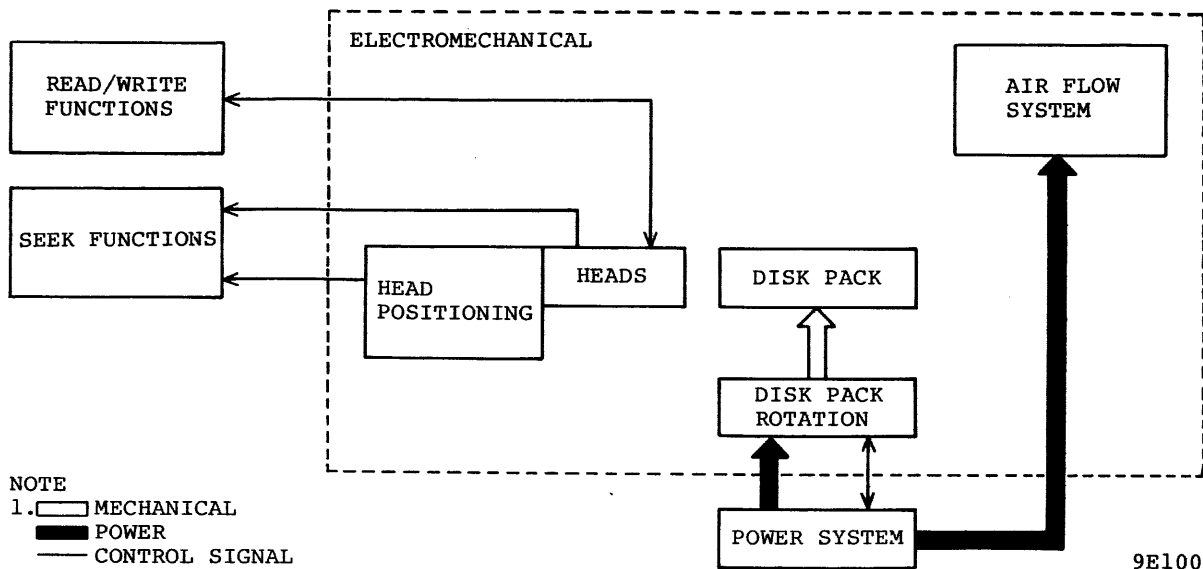 ELECTROMECHANICAL
READ/WRITE
FUNCTIONS
AIR FLOW
SYSTEM
SEEK FUNCTIONS
HEADS
HEAD
POSITIONING
DISK PACK
DISK PACK
ROTATION
POWER SYSTEM
NOTE
1. MECHANICAL
POWER
CONTROL SIGNAL
9E100